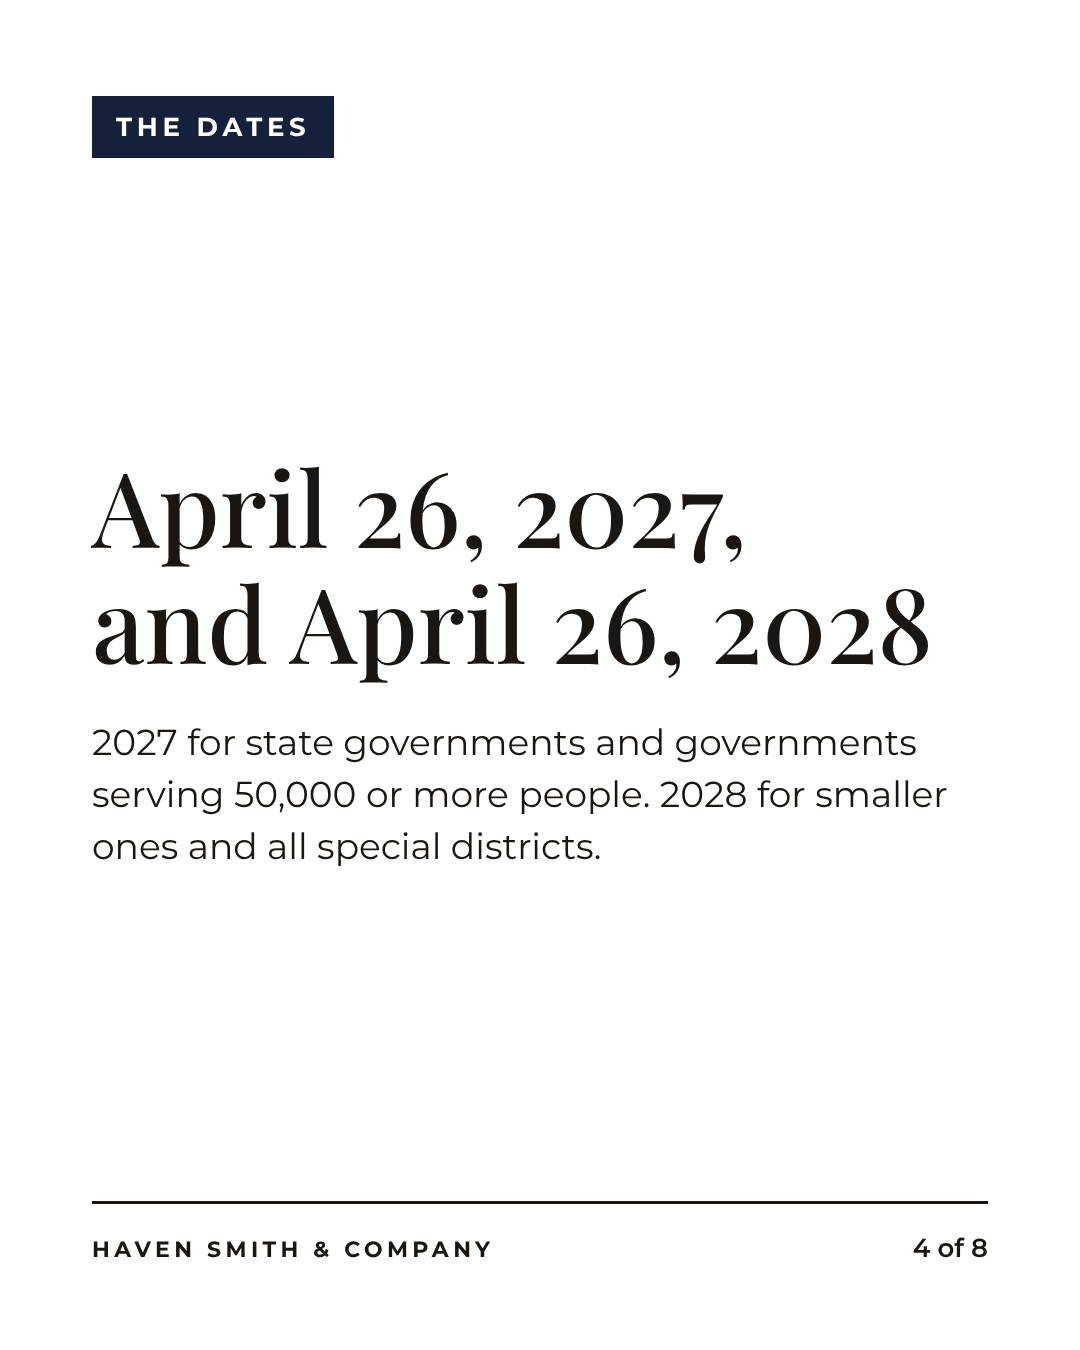 THE DATES
April 26, 2027,
and April 26, 2028
2027 for state governments and governments
serving 50,000 or more people. 2028 for smaller
ones and all special districts.
HAVEN SMITH & COMPANY
4 of 8